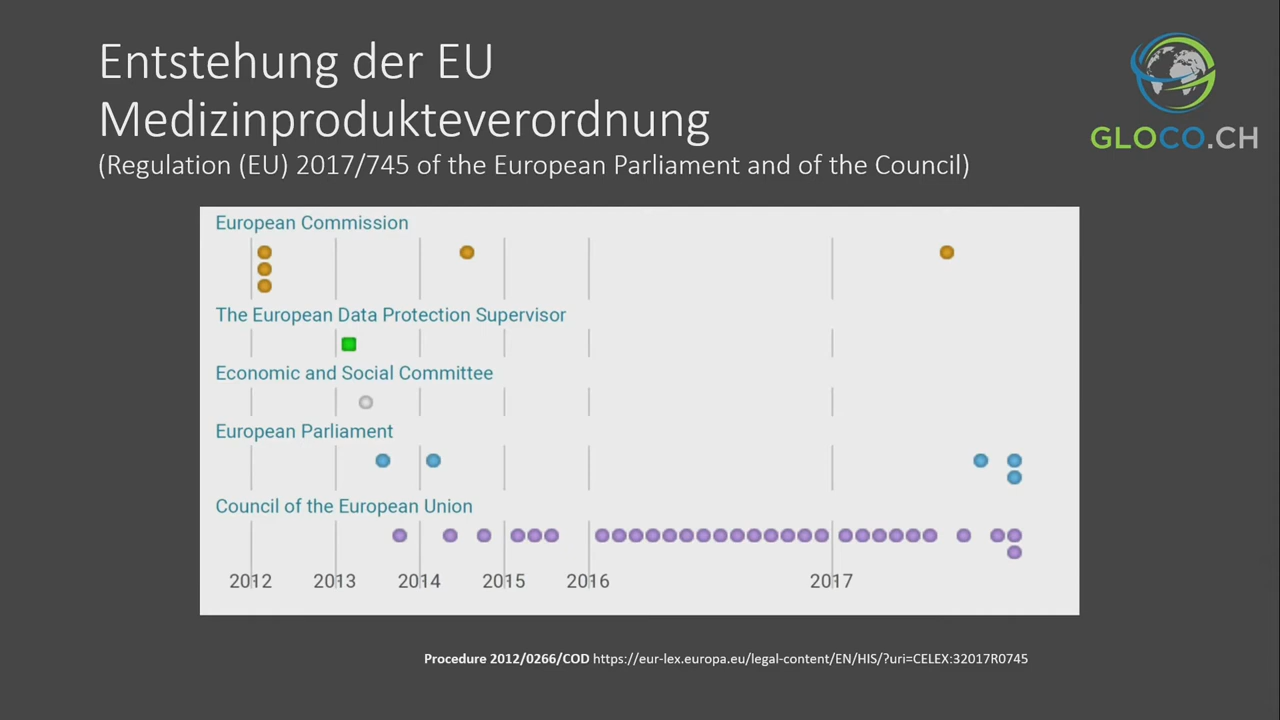 Entstehung der EU
Medizinprodukteverordnung
(Regulation (EU) 2017/745 of the European Parliament and of the Council)
GLOCO.CH
European Commission
The European Data Protection Supervisor
Economic and Social Committee
European Parliament
Council of the European Union
2012 2013 2014 2015 2016 2017
Procedure 2012/0266/COD https://eur-lex.europa.eu/legal-content/EN/HIS/?uri=CELEX:32017R0745